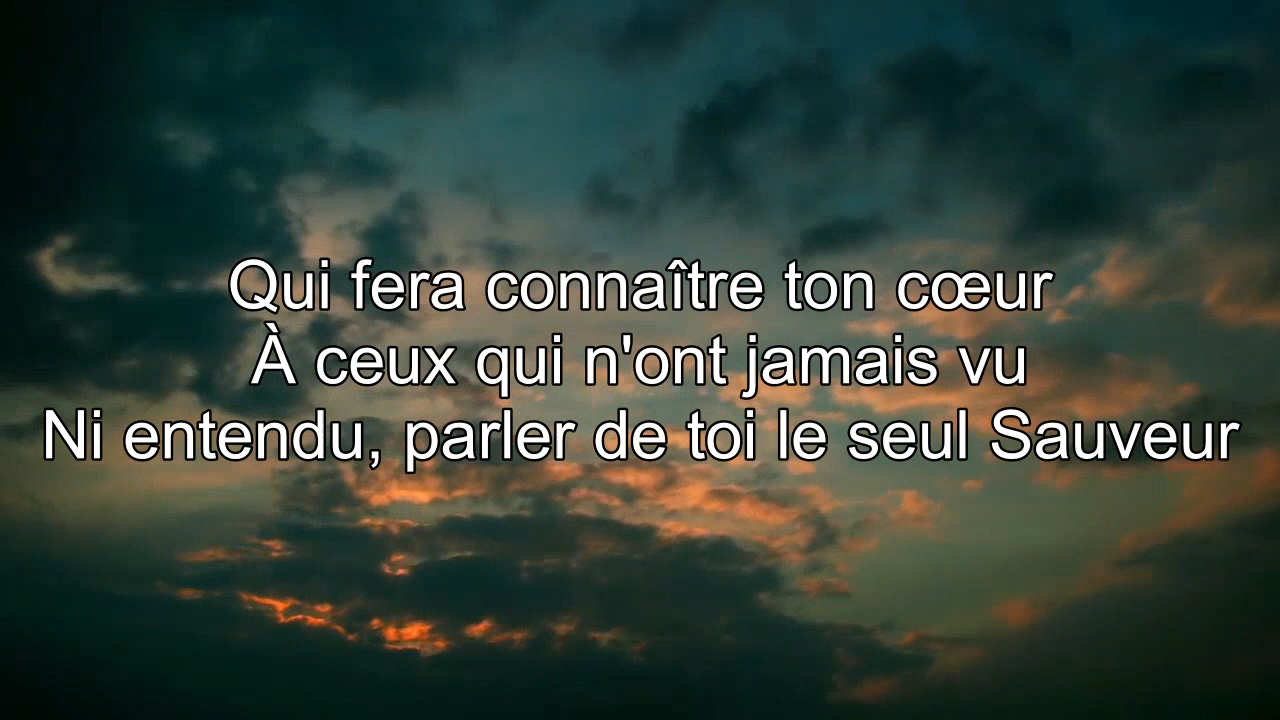 Qui fera connaître ton cœur
À ceux qui n'ont jamais vu
Ni entendu, parler de toi le seul Sauveur